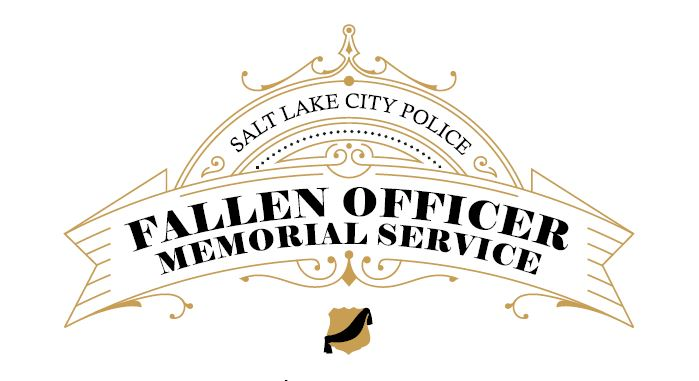 SALT LAKE CITY POLICE
FALLEN OFFICER
MEMORIAL SERVICE